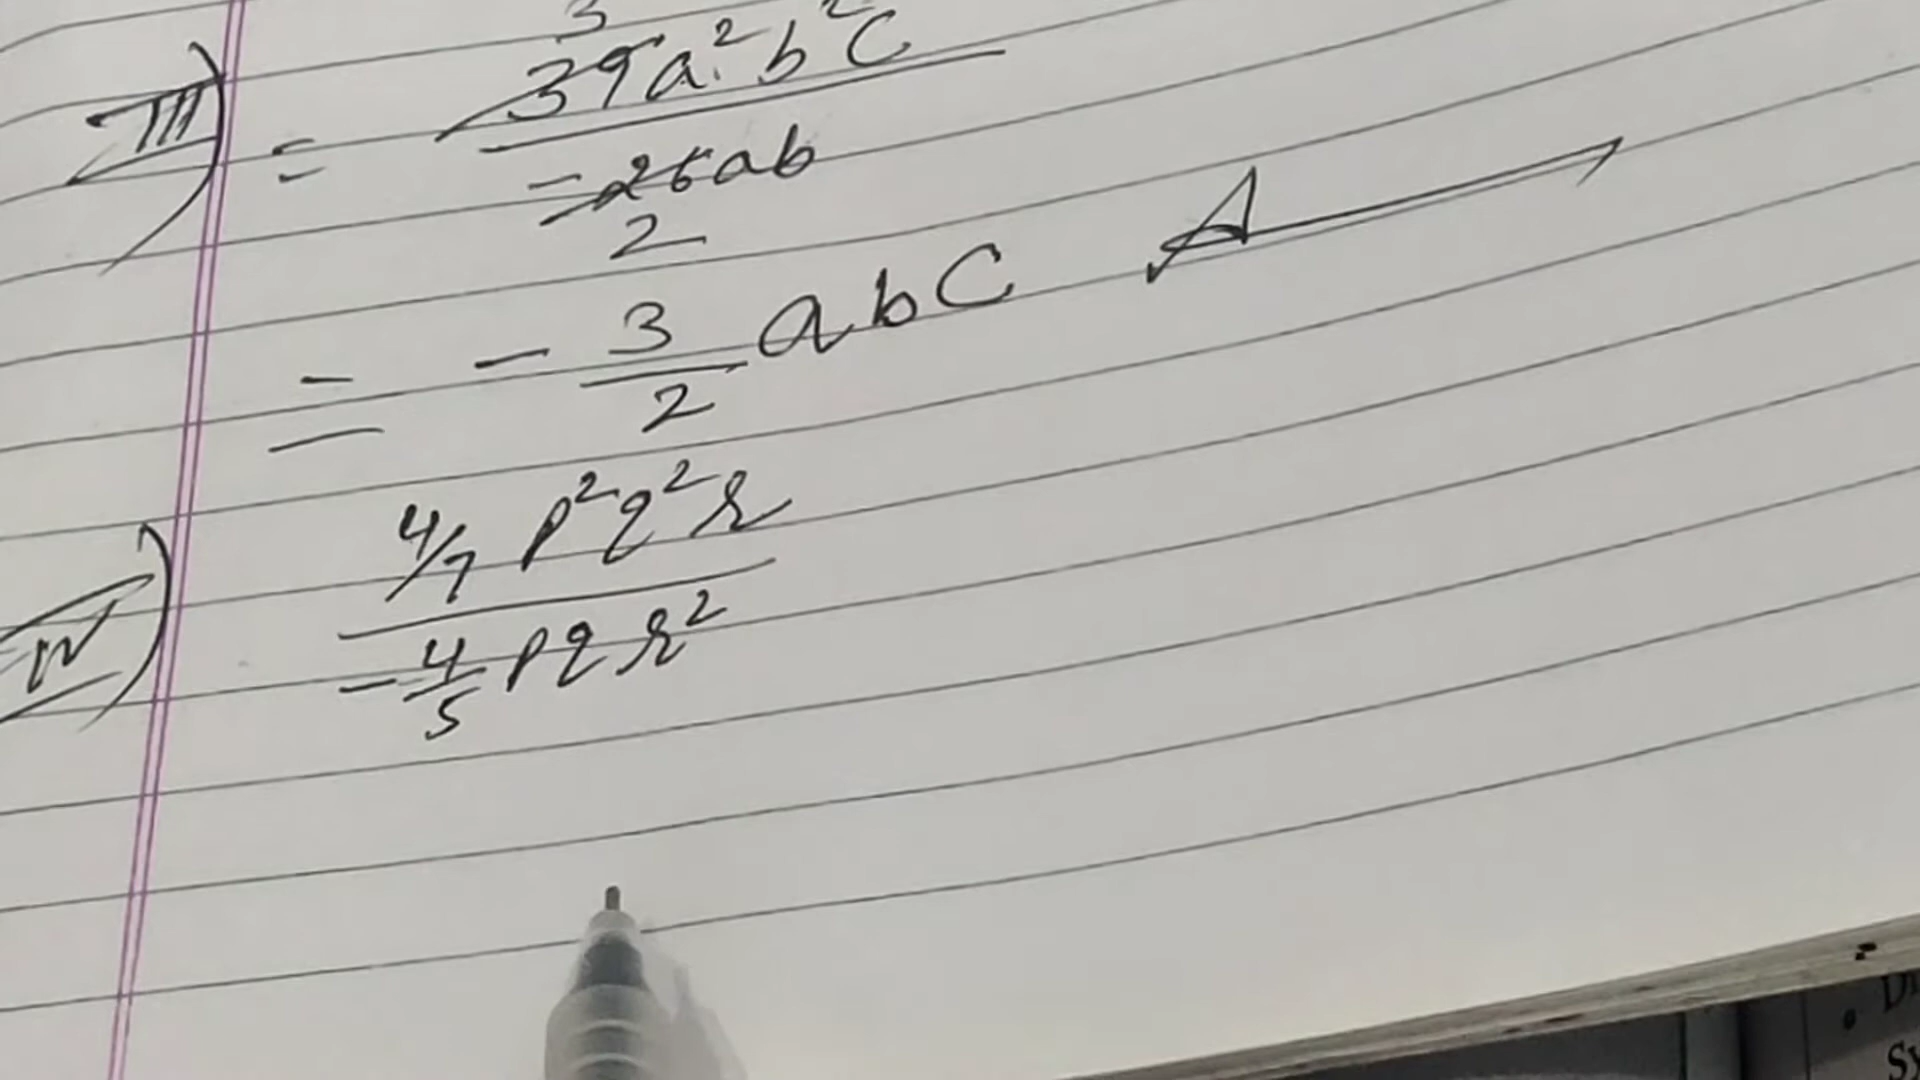 3
III) = 39a²b²c
-26ab
2
= - 3/2 abc A
IV) 4/7 p²q²r
- 4/5 pqr²